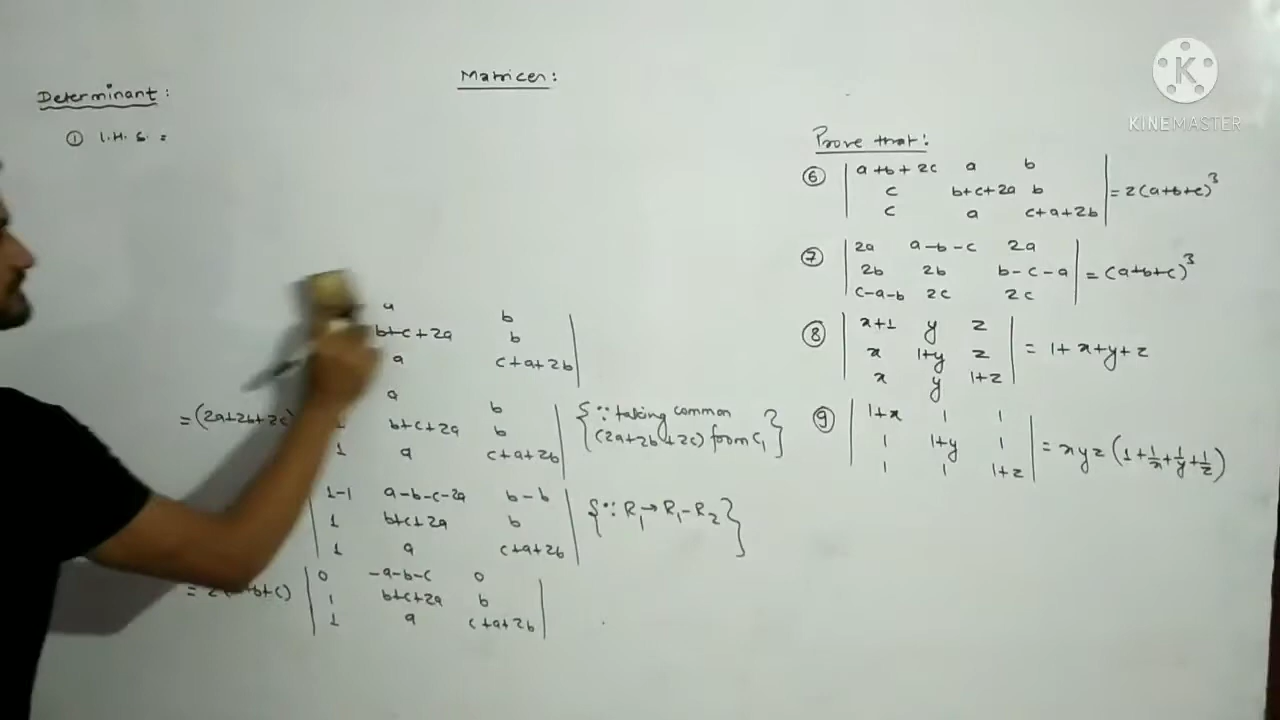 Matrices:
Determinant:
① L.H.S. =
a b
b+c+2a b
a c+a+2b
= (2a+2b+2c) a b
1 b+c+2a b
1 a c+a+2b
{∵ taking common
(2a+2b+2c) from C₁}
1-1 a-b-c-2a b-b
1 b+c+2a b
1 a c+a+2b
{∵ R₁→R₁-R₂}
0 -a-b-c 0
+b+c) 1 b+c+2a b
1 a c+a+2b
Prove that:
⑥ | a+b+2c a b
c b+c+2a b | = 2(a+b+c)³
c a c+a+2b
⑦ | 2a a-b-c 2a
2b 2b b-c-a | = (a+b+c)³
c-a-b 2c 2c
⑧ | x+1 y z
x 1+y z | = 1+x+y+z
x y 1+z
⑨ | 1+x 1 1
1 1+y 1 | = xyz(1+1/x+1/y+1/z)
1 1 1+z
KINEMASTER